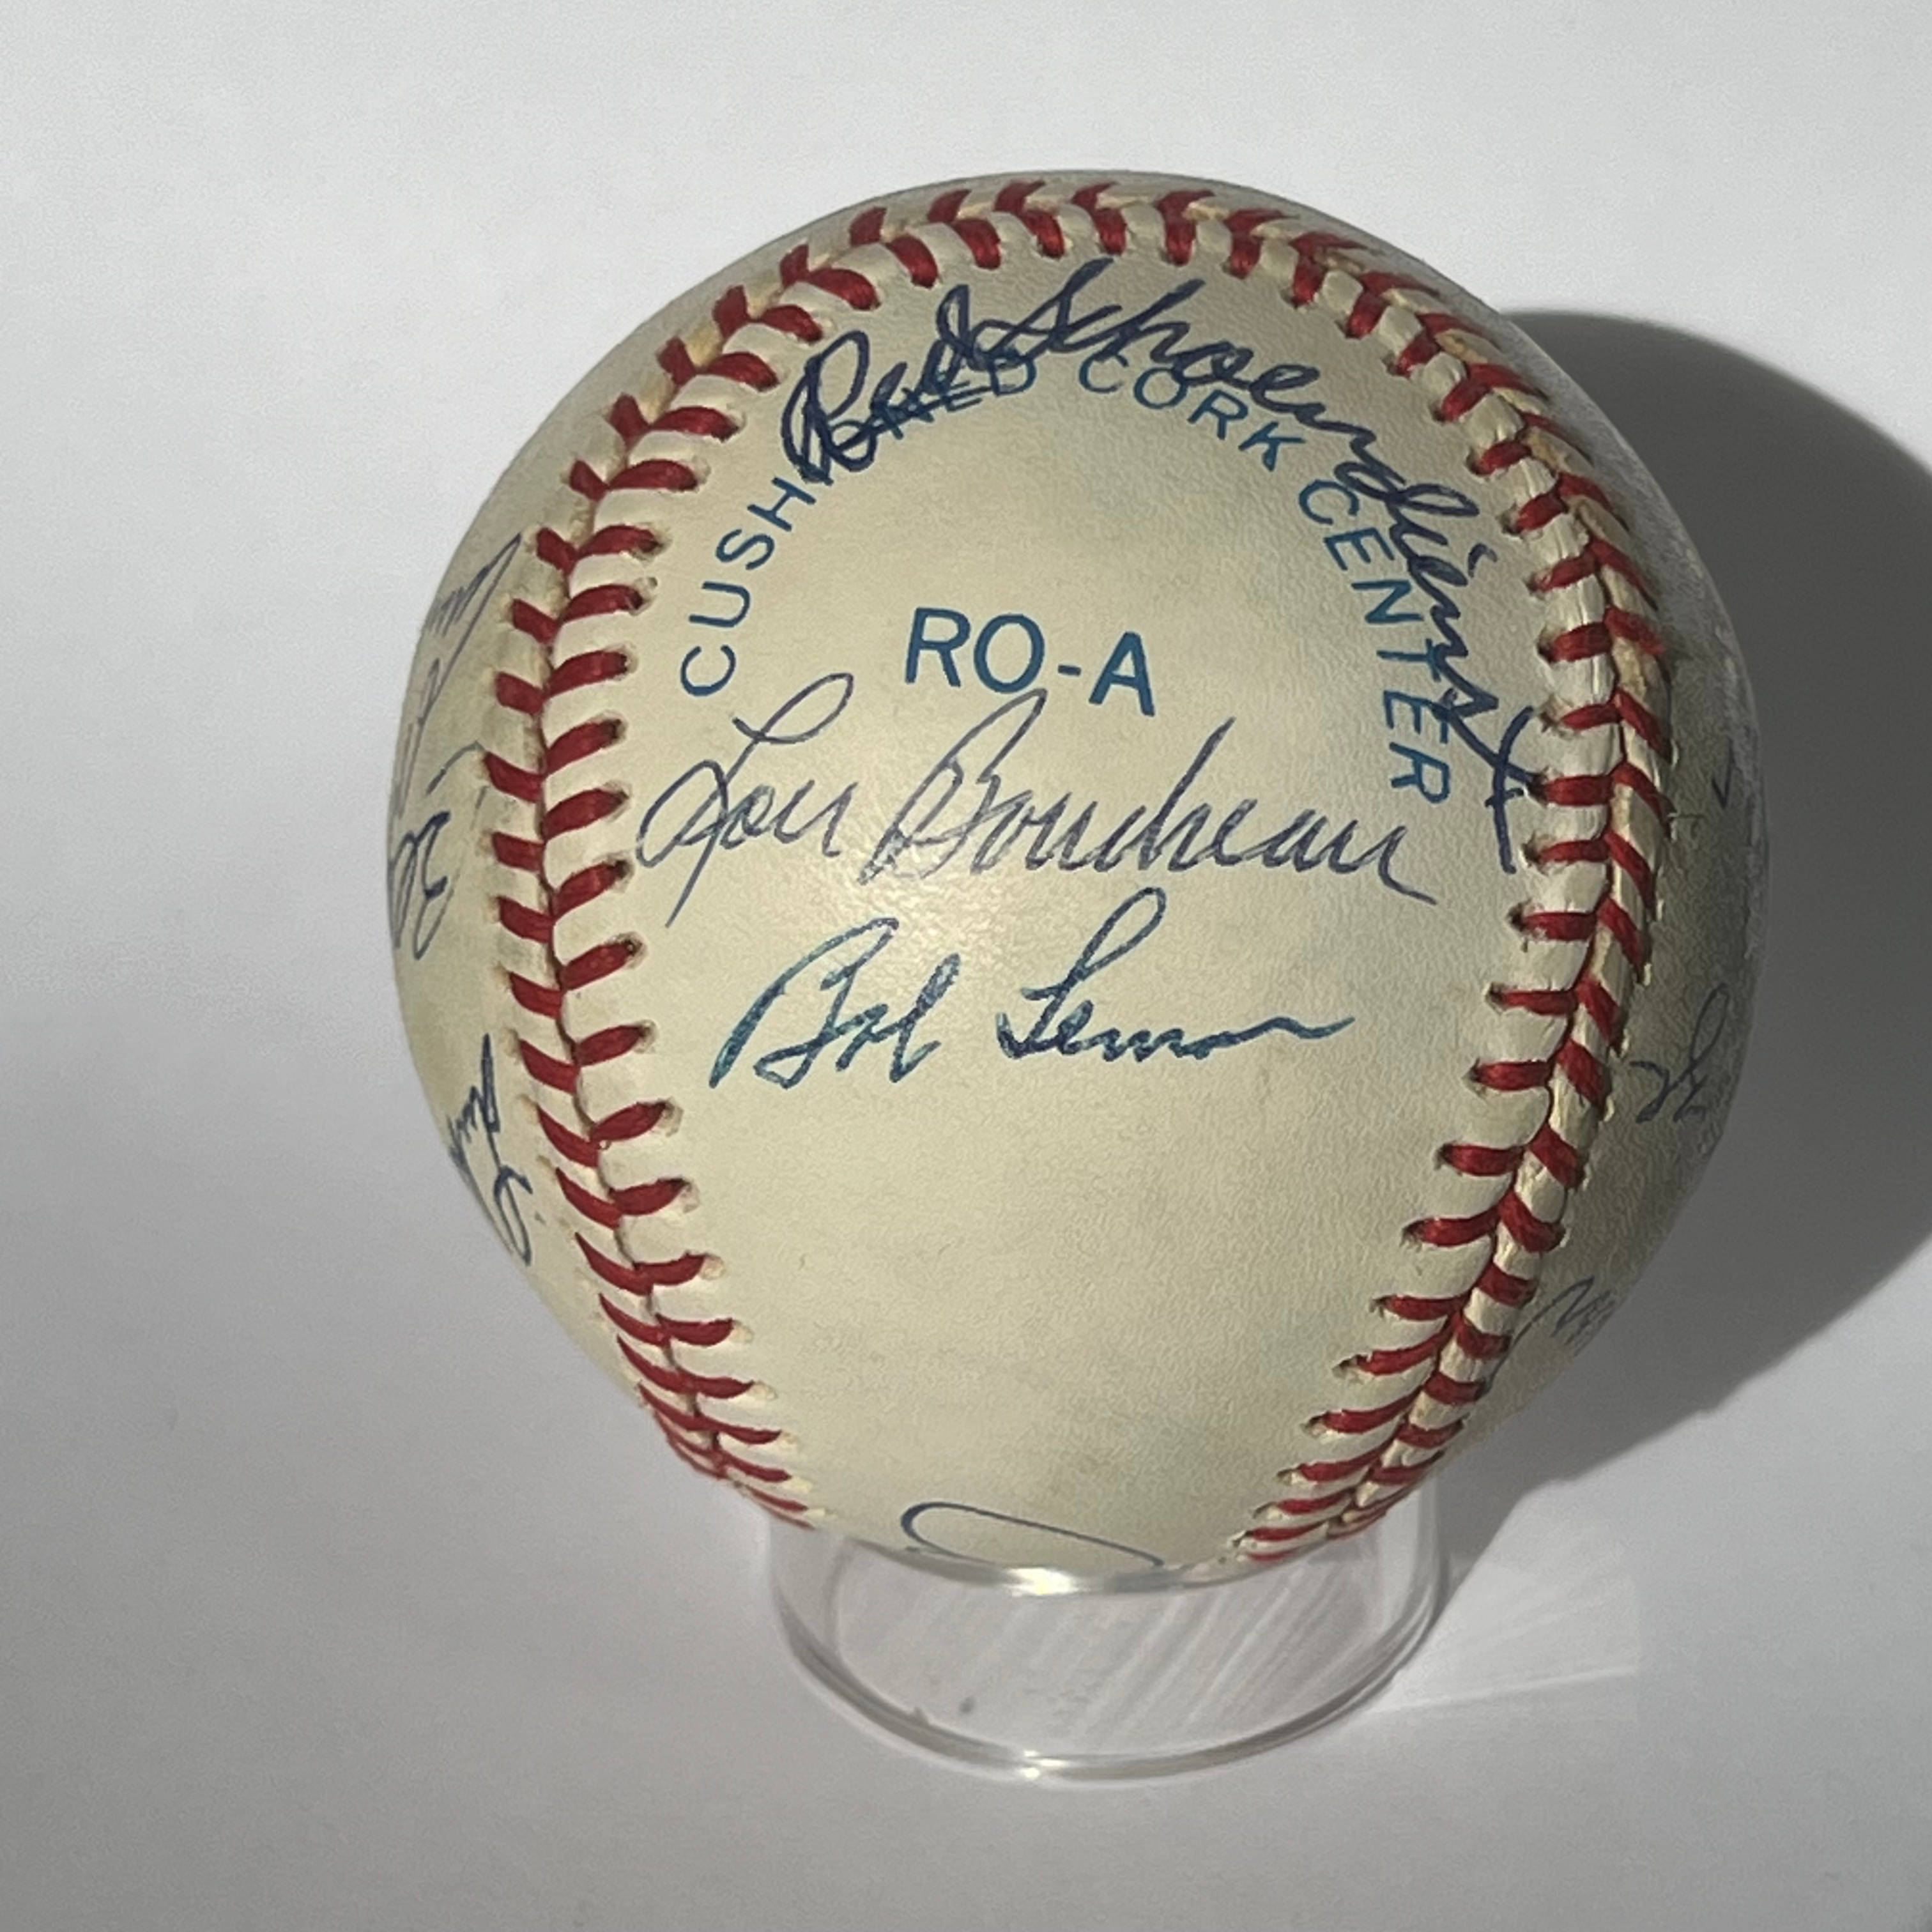 Red Schoendienst
CUSHIONED CORK CENTER
RO-A
Lou Boudreau
Bob Lemon